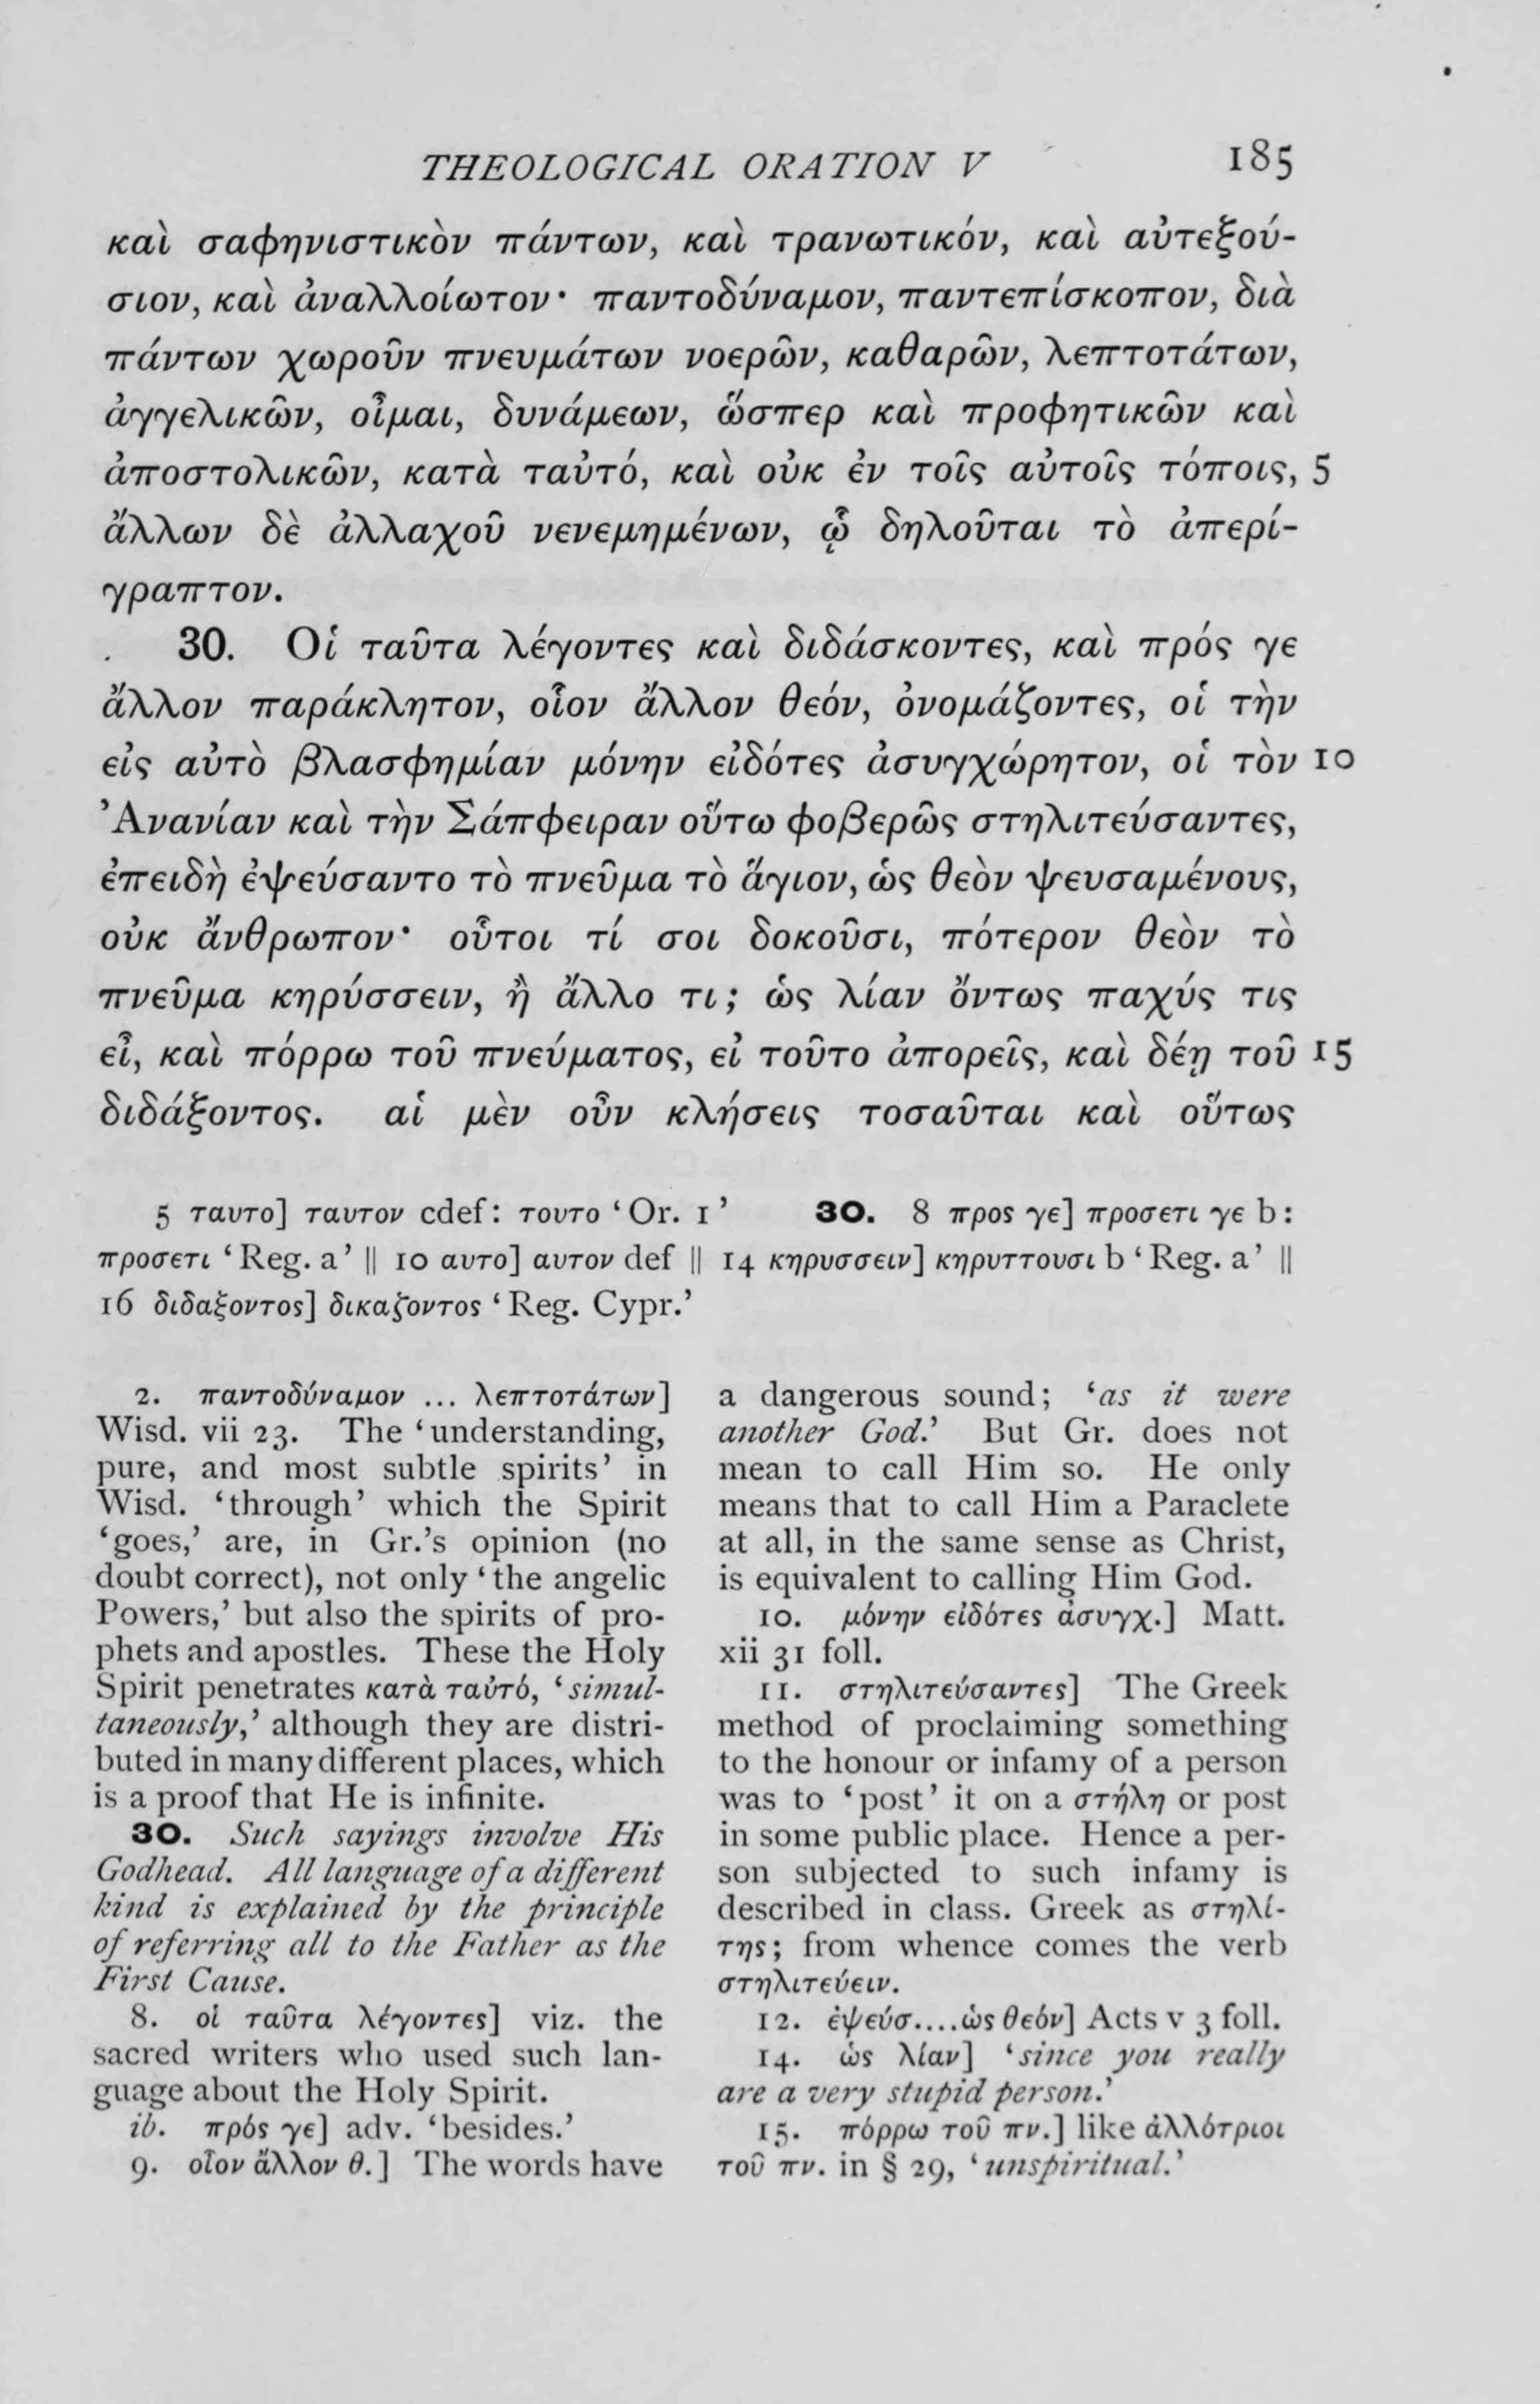 THEOLOGICAL ORATION V 185
καὶ σαφηνιστικὸν πάντων, καὶ τρανωτικόν, καὶ αὐτεξού-
σιον, καὶ ἀναλλοίωτον· παντοδύναμον, παντεπίσκοπον, διὰ
πάντων χωροῦν πνευμάτων νοερῶν, καθαρῶν, λεπτοτάτων,
ἀγγελικῶν, οἶμαι, δυνάμεων, ὥσπερ καὶ προφητικῶν καὶ
ἀποστολικῶν, κατὰ ταὐτό, καὶ οὐκ ἐν τοῖς αὐτοῖς τόποις, 5
ἄλλων δὲ ἀλλαχοῦ νενεμημένων, ᾧ δηλοῦται τὸ ἀπερί-
γραπτον.
30. Οἱ ταῦτα λέγοντες καὶ διδάσκοντες, καὶ πρός γε
ἄλλον παράκλητον, οἷον ἄλλον θεόν, ὀνομάζοντες, οἱ τὴν
εἰς αὐτὸ βλασφημίαν μόνην εἰδότες ἀσυγχώρητον, οἱ τὸν 10
Ἀνανίαν καὶ τὴν Σάπφειραν οὕτω φοβερῶς στηλιτεύσαντες,
ἐπειδὴ ἐψεύσαντο τὸ πνεῦμα τὸ ἅγιον, ὡς θεὸν ψευσαμένους,
οὐκ ἄνθρωπον· οὗτοι τί σοι δοκοῦσι, πότερον θεὸν τὸ
πνεῦμα κηρύσσειν, ἢ ἄλλο τι; ὡς λίαν ὄντως παχύς τις
εἶ, καὶ πόρρω τοῦ πνεύματος, εἰ τοῦτο ἀπορεῖς, καὶ δέῃ τοῦ 15
διδάξοντος. αἱ μὲν οὖν κλήσεις τοσαῦται καὶ οὕτως
5 ταυτο] ταυτον cdef: τουτο ‘Or. 1’ 30. 8 προς γε] προσετι γε b:
προσετι ‘Reg. a’ || 10 αυτο] αυτον def || 14 κηρυσσειν] κηρυττουσι b ‘Reg. a’ ||
16 διδαξοντος] δικαζοντος ‘Reg. Cypr.’
2. παντοδύναμον ... λεπτοτάτων]
Wisd. vii 23. The ‘understanding,
pure, and most subtle spirits’ in
Wisd. ‘through’ which the Spirit
‘goes,’ are, in Gr.’s opinion (no
doubt correct), not only ‘the angelic
Powers,’ but also the spirits of pro-
phets and apostles. These the Holy
Spirit penetrates κατὰ ταὐτό, ‘simul-
taneously,’ although they are distri-
buted in many different places, which
is a proof that He is infinite.
30. Such sayings involve His
Godhead. All language of a different
kind is explained by the principle
of referring all to the Father as the
First Cause.
8. οἱ ταῦτα λέγοντες] viz. the
sacred writers who used such lan-
guage about the Holy Spirit.
ib. πρός γε] adv. ‘besides.’
9. οἷον ἄλλον θ.] The words have
a dangerous sound; ‘as it were
another God.’ But Gr. does not
mean to call Him so. He only
means that to call Him a Paraclete
at all, in the same sense as Christ,
is equivalent to calling Him God.
10. μόνην εἰδότες ἀσυγχ.] Matt.
xii 31 foll.
11. στηλιτεύσαντες] The Greek
method of proclaiming something
to the honour or infamy of a person
was to ‘post’ it on a στήλη or post
in some public place. Hence a per-
son subjected to such infamy is
described in class. Greek as στηλί-
της; from whence comes the verb
στηλιτεύειν.
12. ἐψεύσ....ὡς θεόν] Acts v 3 foll.
14. ὡς λίαν] ‘since you really
are a very stupid person.’
15. πόρρω τοῦ πν.] like ἀλλότριοι
τοῦ πν. in § 29, ‘unspiritual.’